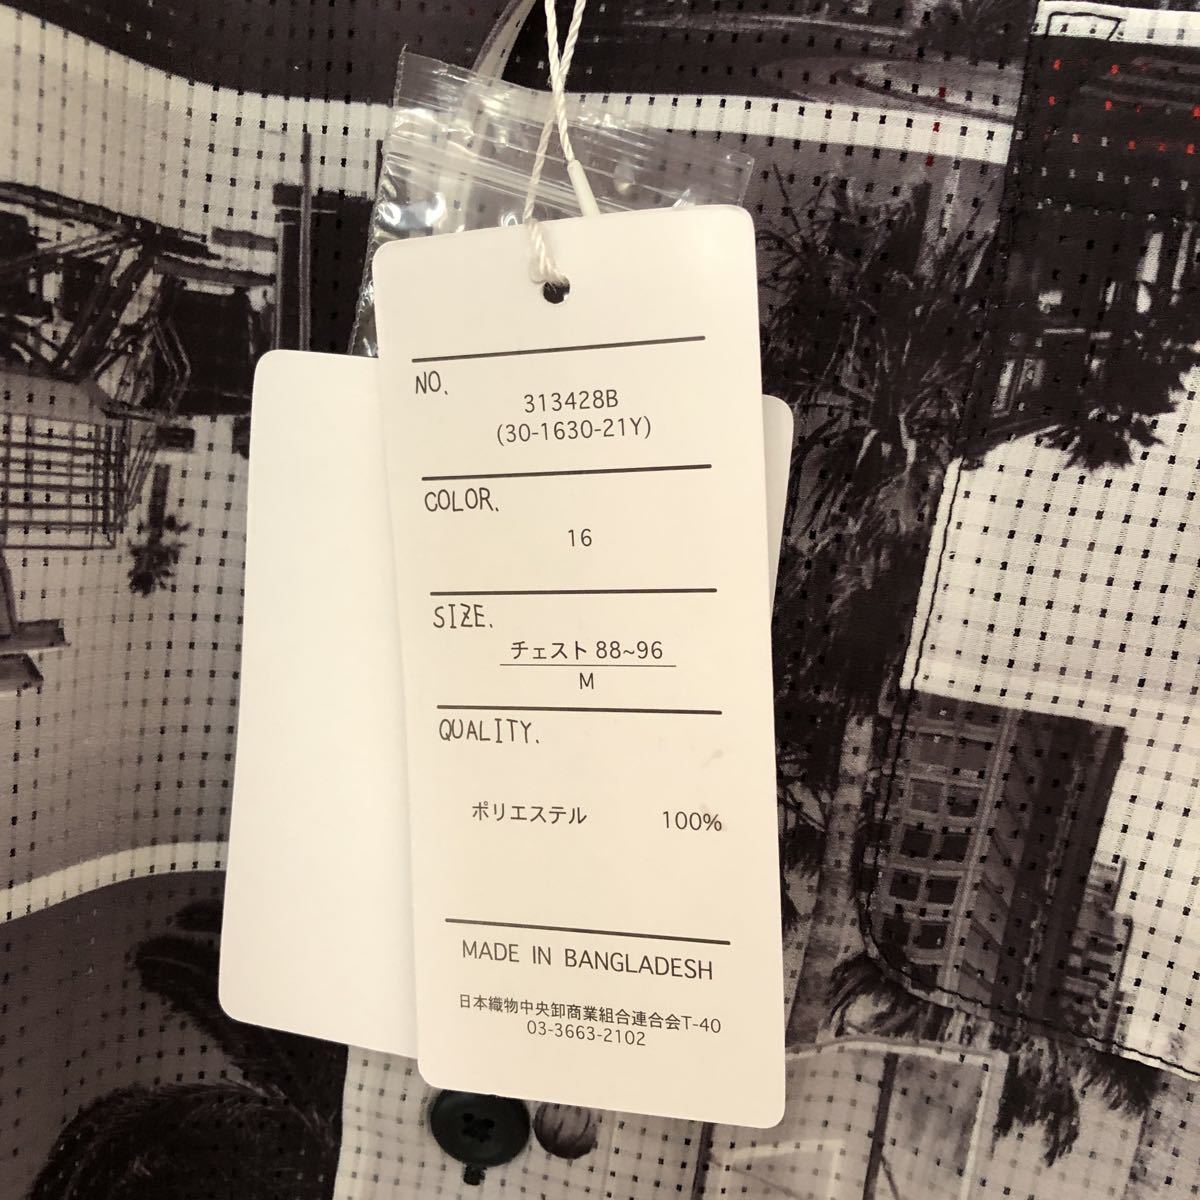 NO.
313428B
(30-1630-21Y)
COLOR.
16
SIZE.
チェスト 88~96
M
QUALITY.
ポリエステル 100%
MADE IN BANGLADESH
日本織物中央卸商業組合連合会T-40
03-3663-2102